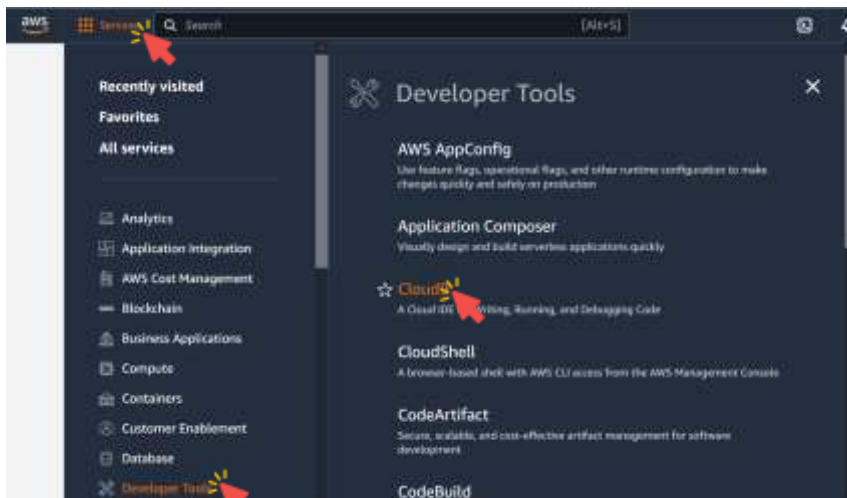 aws
Services
Search
[Alt+S]
Recently visited
Favorites
All services
Analytics
Application Integration
AWS Cost Management
Blockchain
Business Applications
Compute
Containers
Customer Enablement
Database
Developer Tools
Developer Tools
AWS AppConfig
Use feature flags, operational flags, and other runtime configuration to make
changes quickly and safely on production
Application Composer
Visually design and build serverless applications quickly
Cloud9
A Cloud IDE Writing, Running, and Debugging Code
CloudShell
A browser-based shell with AWS CLI access from the AWS Management Console
CodeArtifact
Secure, scalable, and cost-effective artifact management for software
development
CodeBuild